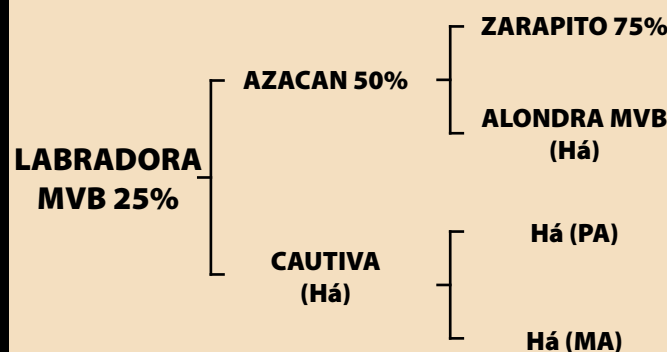 LABRADORA
MVB 25%
AZACAN 50%
CAUTIVA
(Há)
ZARAPITO 75%
ALONDRA MVB
(Há)
Há (PA)
Há (MA)